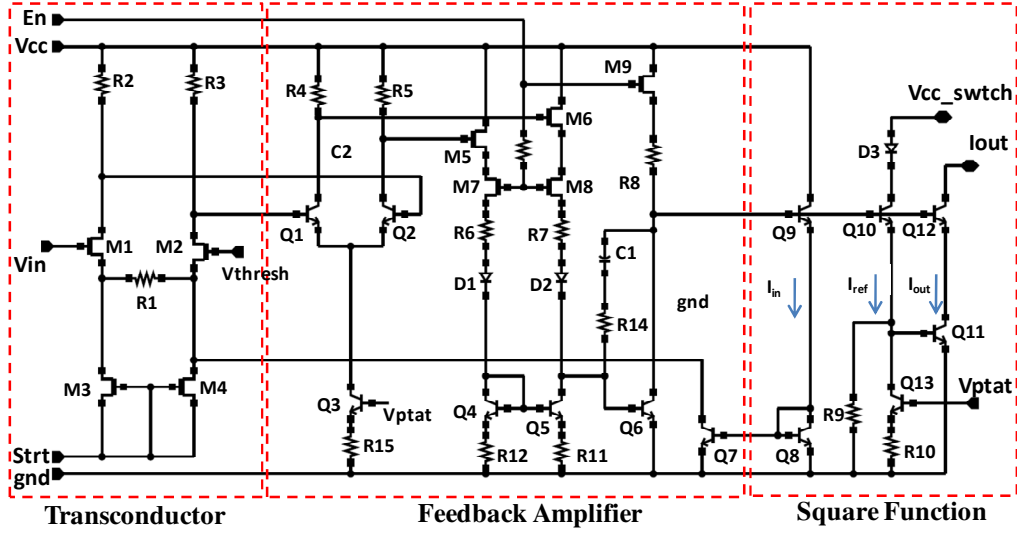 En
Vcc
R2
R3
R4
R5
M9
Vcc_swtch
M6
D3
Iout
C2
M5
R8
M7
M8
Q1
Q2
Q9
Q10
Q12
M1
M2
R6
R7
Vin
Vthresh
C1
D1
D2
gnd
Iin
Iref
Iout
R1
R14
Q11
M3
M4
Q3
Vptat
Q4
Q5
Q6
Q13
Vptat
R9
Strt
gnd
R15
R12
R11
Q7
Q8
R10
Transconductor
Feedback Amplifier
Square Function